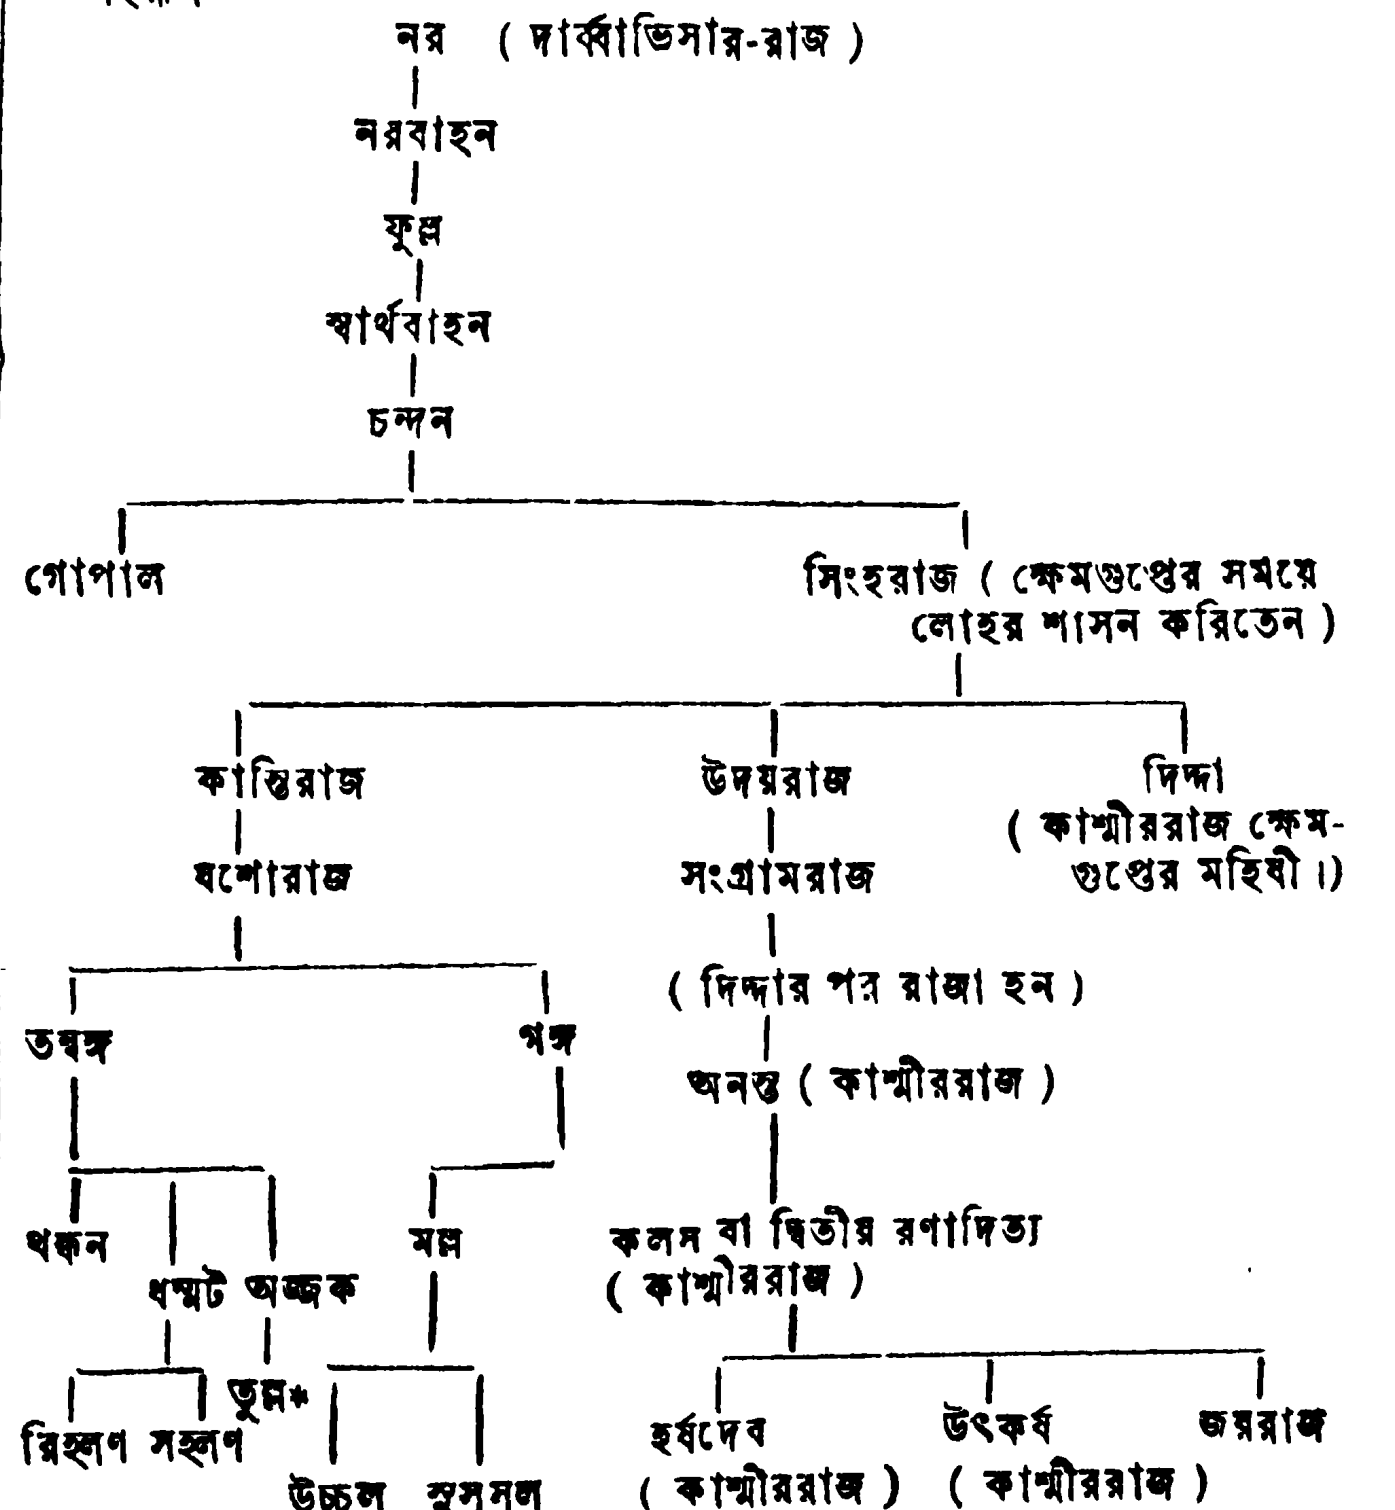 নর ( দার্ব্বাভিসার-রাজ )
নরবাহন
ফুল্ল
স্বার্থবাহন
চন্দন
গোপাল সিংহরাজ ( ক্ষেমগুপ্তের সময়ে
লোহর শাসন করিতেন )
কান্তিরাজ উদয়রাজ দিদ্দা
( কাশ্মীররাজ ক্ষেম-
যশোরাজ সংগ্রামরাজ গুপ্তের মহিষী।)
( দিদ্দার পর রাজা হন )
তন্বঙ্গ গঙ্গ
অনন্ত ( কাশ্মীররাজ )
থক্কন মল্ল কলস বা দ্বিতীয় রণাদিত্য
ধম্মট অজ্জক ( কাশ্মীররাজ )
তুল্ল*
রিহ্লণ সহ্লণ হর্ষদেব উৎকর্ষ জয়রাজ
উচ্চল সুসসল ( কাশ্মীররাজ ) ( কাশ্মীররাজ )